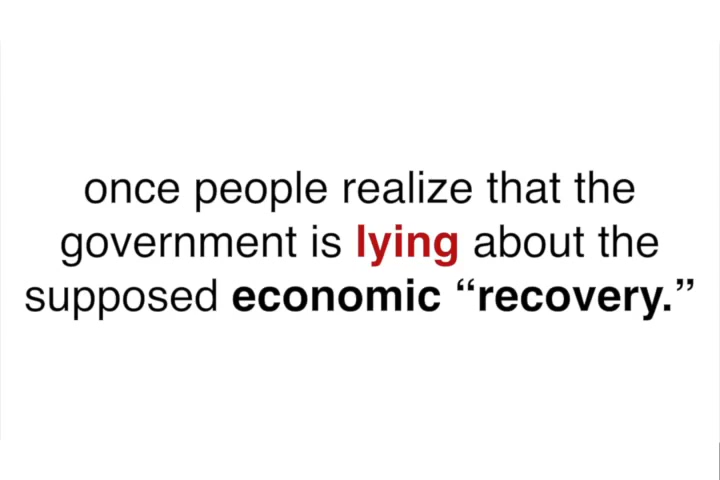 once people realize that the
government is lying about the
supposed economic “recovery.”